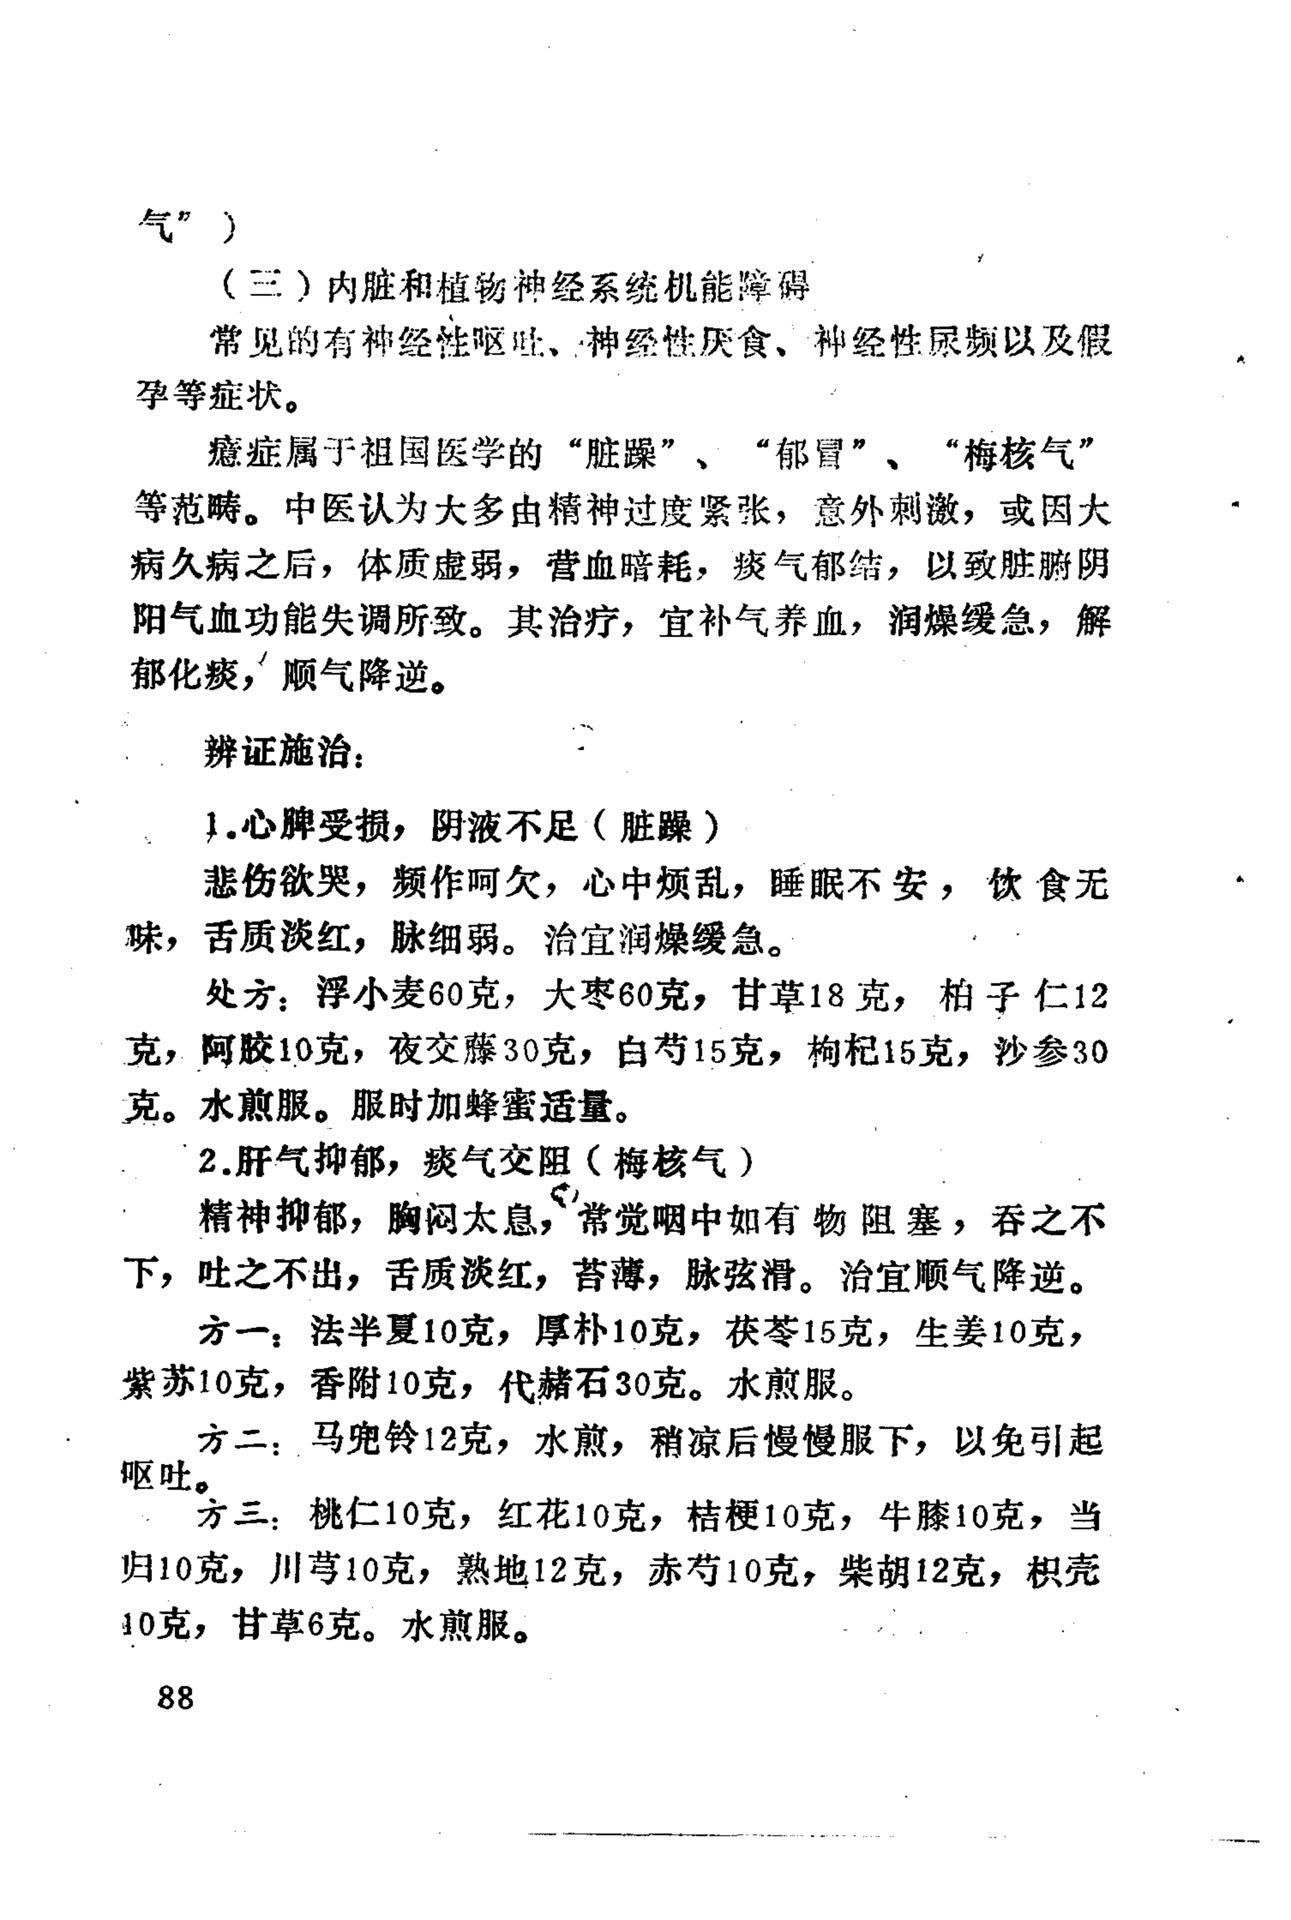 气”）
（三）内脏和植物神经系统机能障碍
常见的有神经性呕吐、神经性厌食、神经性尿频以及假
孕等症状。
癔症属于祖国医学的“脏躁”、“郁冒”、“梅核气”
等范畴。中医认为大多由精神过度紧张，意外刺激，或因大
病久病之后，体质虚弱，营血暗耗，痰气郁结，以致脏腑阴
阳气血功能失调所致。其治疗，宜补气养血，润燥缓急，解
郁化痰，顺气降逆。
辨证施治：
1.心脾受损，阴液不足（脏躁）
悲伤欲哭，频作呵欠，心中烦乱，睡眠不安，饮食无
味，舌质淡红，脉细弱。治宜润燥缓急。
处方：浮小麦60克，大枣60克，甘草18克，柏子仁12
克，阿胶10克，夜交藤30克，白芍15克，枸杞15克，沙参30
克。水煎服。服时加蜂蜜适量。
2.肝气抑郁，痰气交阻（梅核气）
精神抑郁，胸闷太息，常觉咽中如有物阻塞，吞之不
下，吐之不出，舌质淡红，苔薄，脉弦滑。治宜顺气降逆。
方一：法半夏10克，厚朴10克，茯苓15克，生姜10克，
紫苏10克，香附10克，代赭石30克。水煎服。
方二：马兜铃12克，水煎，稍凉后慢慢服下，以免引起
呕吐。
方三：桃仁10克，红花10克，桔梗10克，牛膝10克，当
归10克，川芎10克，熟地12克，赤芍10克，柴胡12克，枳壳
10克，甘草6克。水煎服。
88